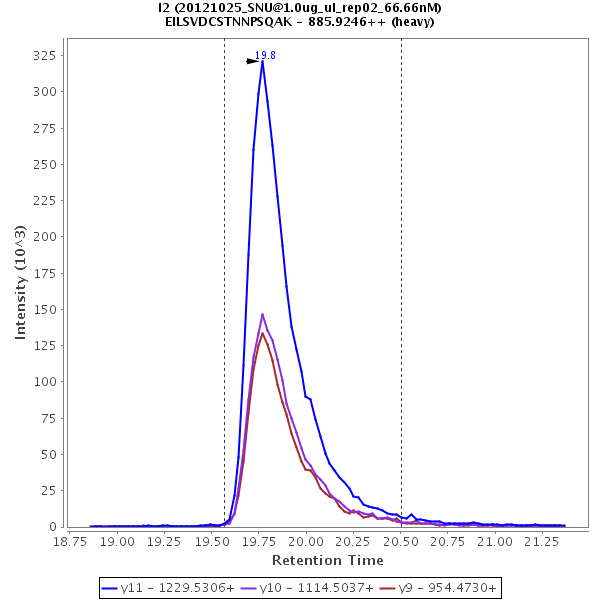 I2 (20121025_SNU@1.0ug_ul_rep02_66.66nM)
EILSVDCSTNNPSQAK - 885.9246++ (heavy)
19.8
Intensity (10^3)
325
300
275
250
225
200
175
150
125
100
75
50
25
0
18.75 19.00 19.25 19.50 19.75 20.00 20.25 20.50 20.75 21.00 21.25
Retention Time
y11 - 1229.5306+ y10 - 1114.5037+ y9 - 954.4730+